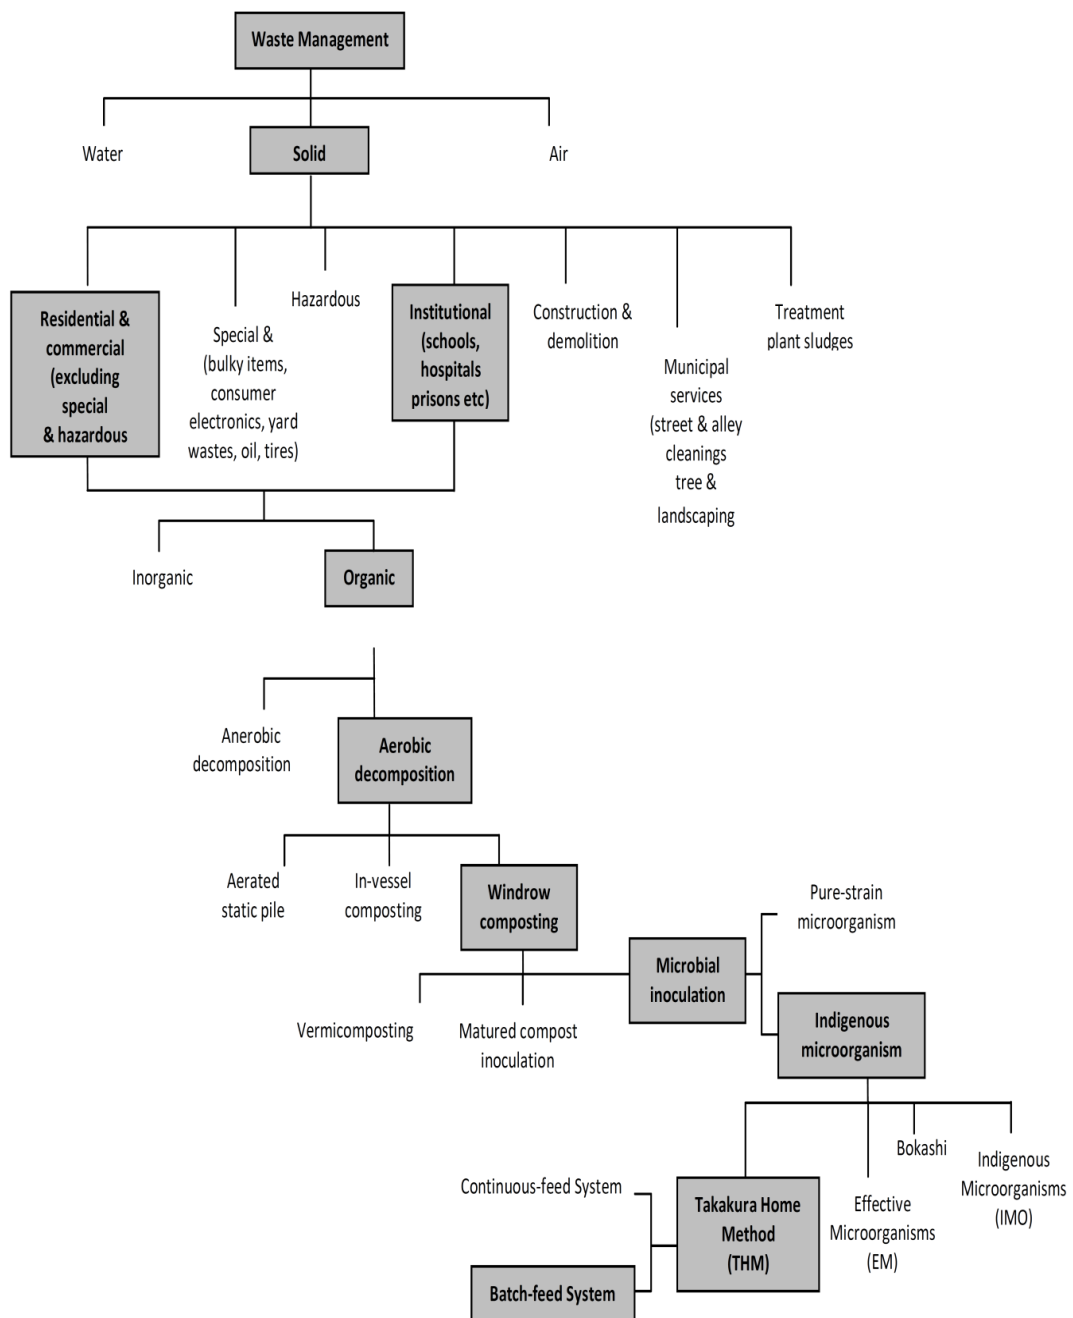 Waste Management
Water
Solid
Air
Residential &
commercial
(excluding
special
& hazardous
Special &
(bulky items,
consumer
electronics, yard
wastes, oil, tires)
Hazardous
Institutional
(schools,
hospitals
prisons etc)
Construction &
demolition
Municipal
services
(street & alley
cleanings
tree &
landscaping
Treatment
plant sludges
Inorganic
Organic
Anerobic
decomposition
Aerobic
decomposition
Aerated
static pile
In-vessel
composting
Windrow
composting
Pure-strain
microorganism
Microbial
inoculation
Vermicomposting
Matured compost
inoculation
Indigenous
microorganism
Continuous-feed System
Takakura Home
Method
(THM)
Effective
Microorganisms
(EM)
Bokashi
Indigenous
Microorganisms
(IMO)
Batch-feed System